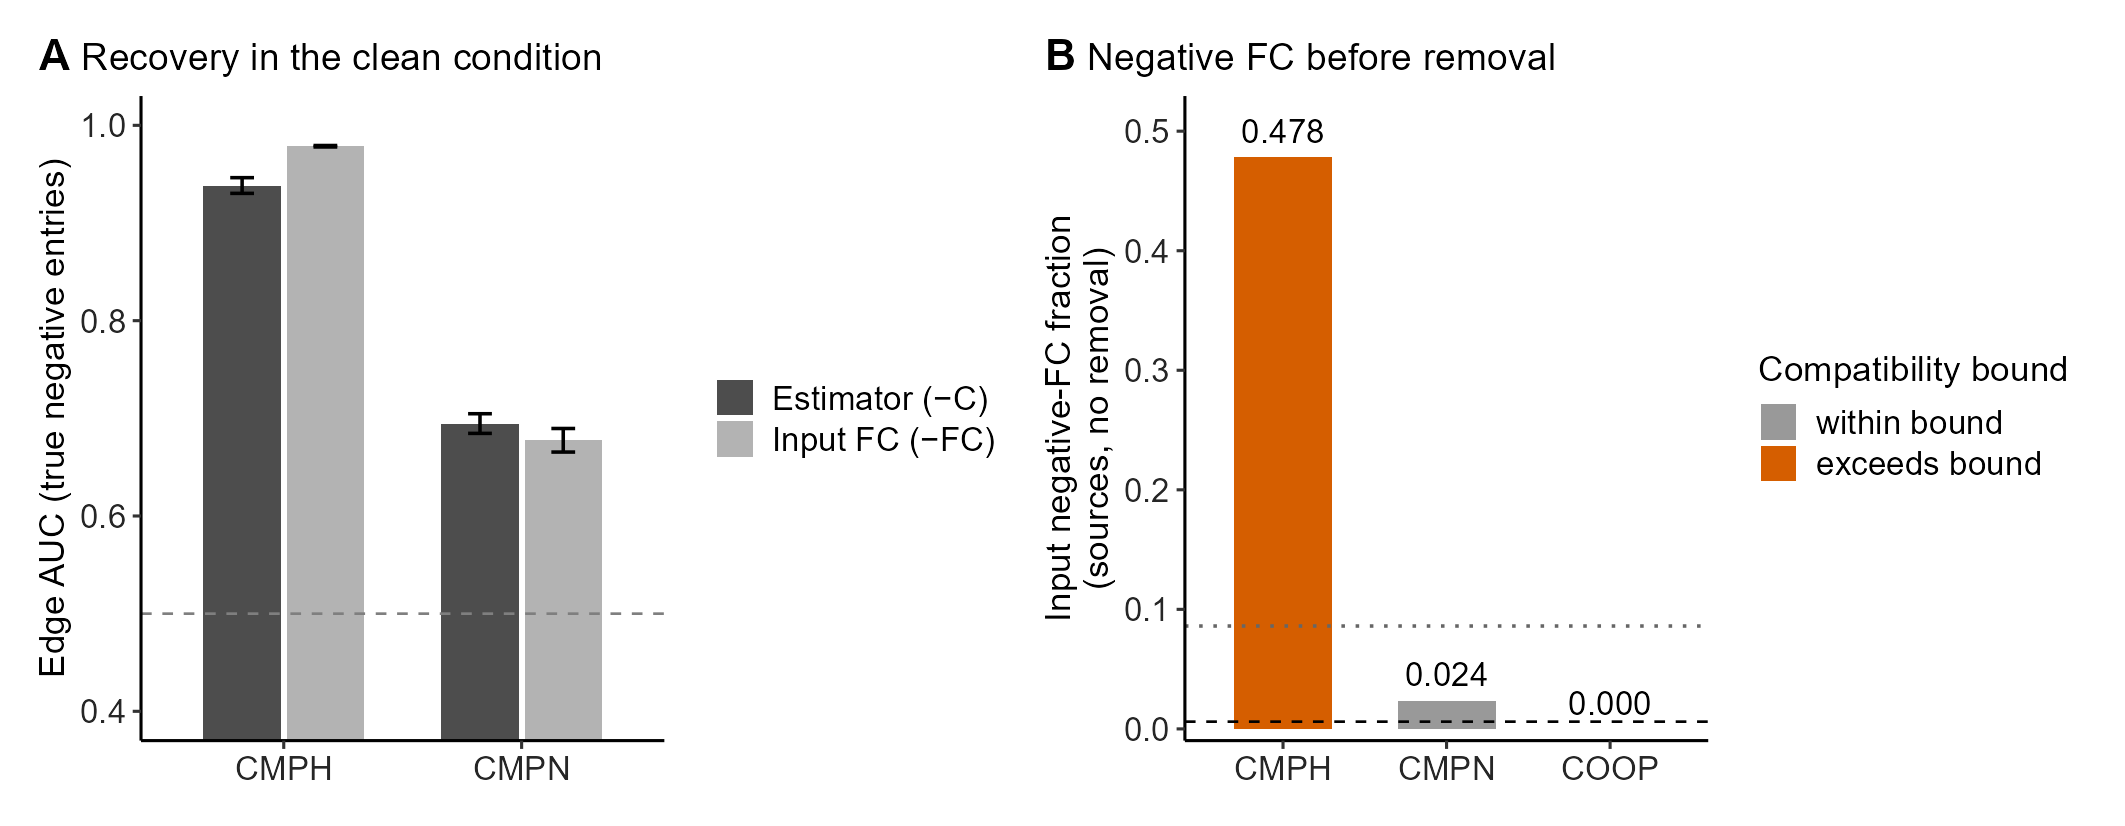 A Recovery in the clean condition
Edge AUC (true negative entries)
1.0
0.8
0.6
0.4
CMPH
CMPN
Estimator (−C)
Input FC (−FC)
B Negative FC before removal
Input negative-FC fraction
(sources, no removal)
0.5
0.4
0.3
0.2
0.1
0.0
0.478
0.024
0.000
CMPH
CMPN
COOP
Compatibility bound
within bound
exceeds bound